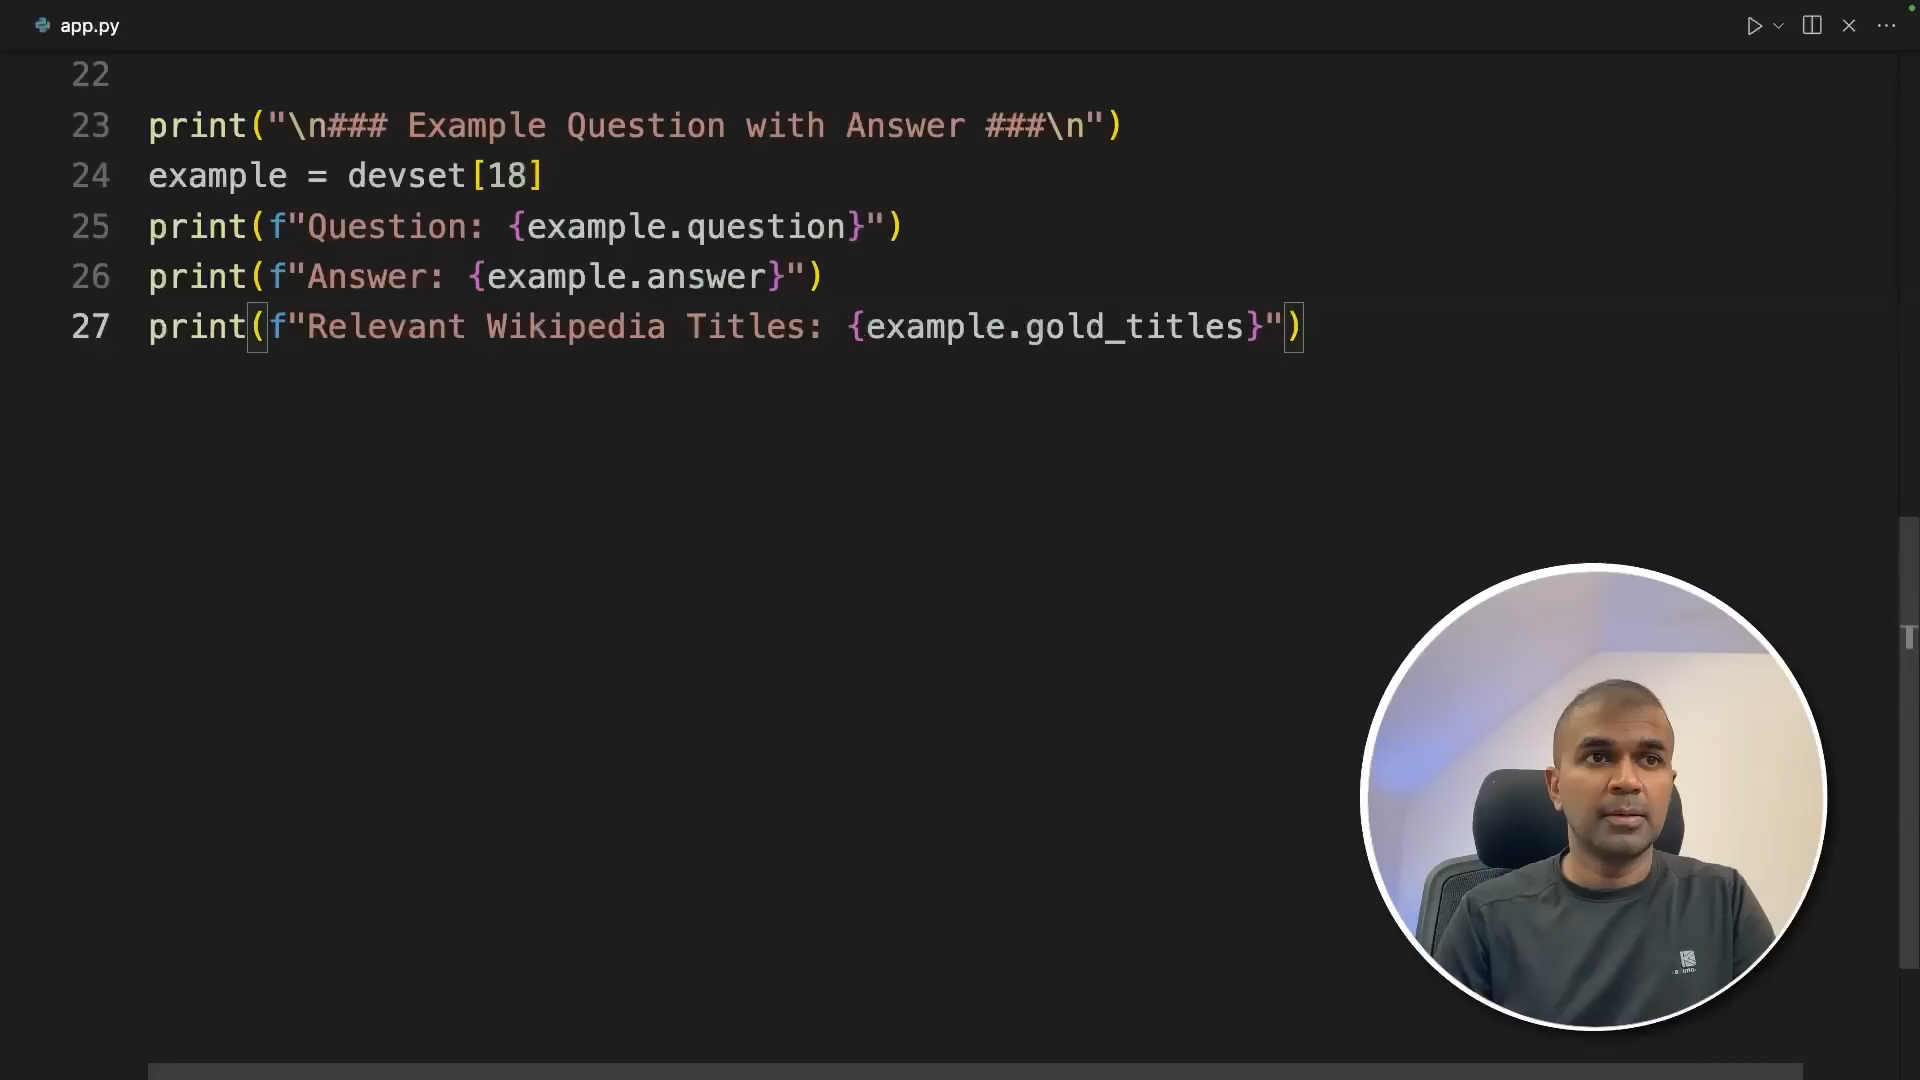 app.py
22
23 print("\n### Example Question with Answer ###\n")
24 example = devset[18]
25 print(f"Question: {example.question}")
26 print(f"Answer: {example.answer}")
27 print(f"Relevant Wikipedia Titles: {example.gold_titles}")